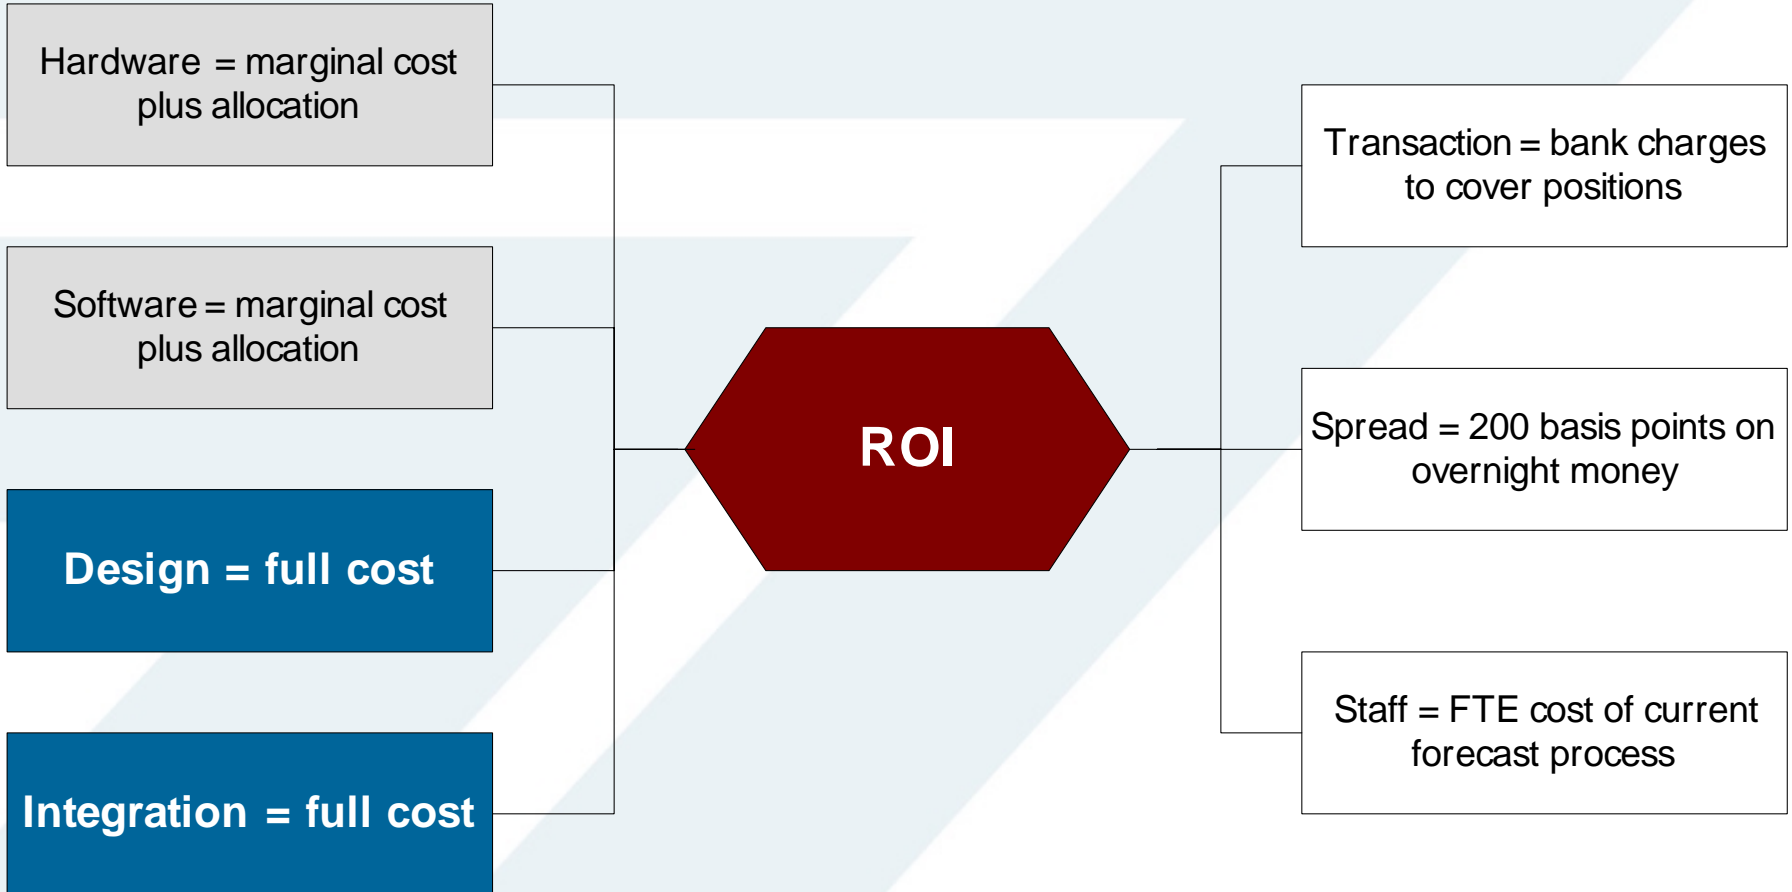 Hardware = marginal cost
plus allocation
Software = marginal cost
plus allocation
Design = full cost
Integration = full cost
ROI
Transaction = bank charges
to cover positions
Spread = 200 basis points on
overnight money
Staff = FTE cost of current
forecast process